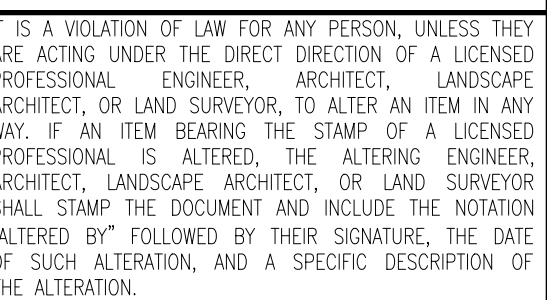 T IS A VIOLATION OF LAW FOR ANY PERSON, UNLESS THEY
ARE ACTING UNDER THE DIRECT DIRECTION OF A LICENSED
PROFESSIONAL ENGINEER, ARCHITECT, LANDSCAPE
ARCHITECT, OR LAND SURVEYOR, TO ALTER AN ITEM IN ANY
WAY. IF AN ITEM BEARING THE STAMP OF A LICENSED
PROFESSIONAL IS ALTERED, THE ALTERING ENGINEER,
ARCHITECT, LANDSCAPE ARCHITECT, OR LAND SURVEYOR
SHALL STAMP THE DOCUMENT AND INCLUDE THE NOTATION
ALTERED BY” FOLLOWED BY THEIR SIGNATURE, THE DATE
OF SUCH ALTERATION, AND A SPECIFIC DESCRIPTION OF
THE ALTERATION.